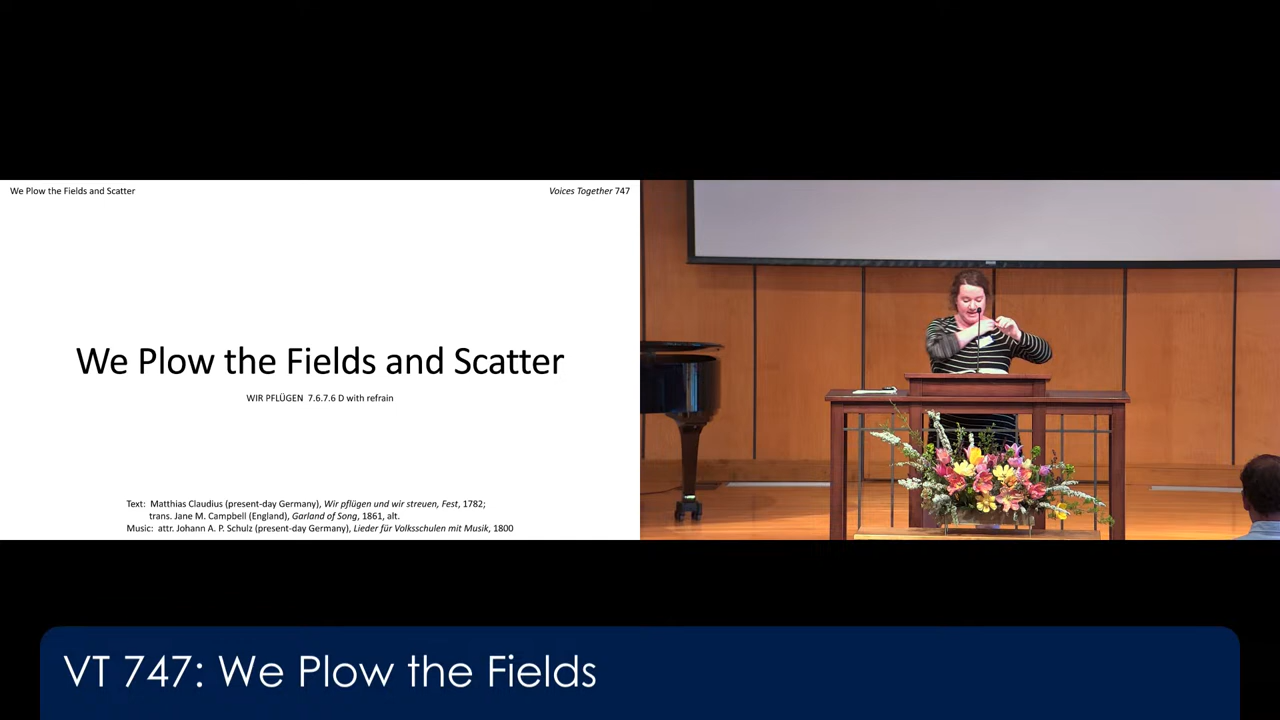 We Plow the Fields and Scatter
Voices Together 747
We Plow the Fields and Scatter
WIR PFLÜGEN 7.6.7.6 D with refrain
Text: Matthias Claudius (present-day Germany), Wir pflügen und wir streuen, Fest, 1782;
trans. Jane M. Campbell (England), Garland of Song, 1861, alt.
Music: attr. Johann A. P. Schulz (present-day Germany), Lieder für Volksschulen mit Musik, 1800
VT 747: We Plow the Fields